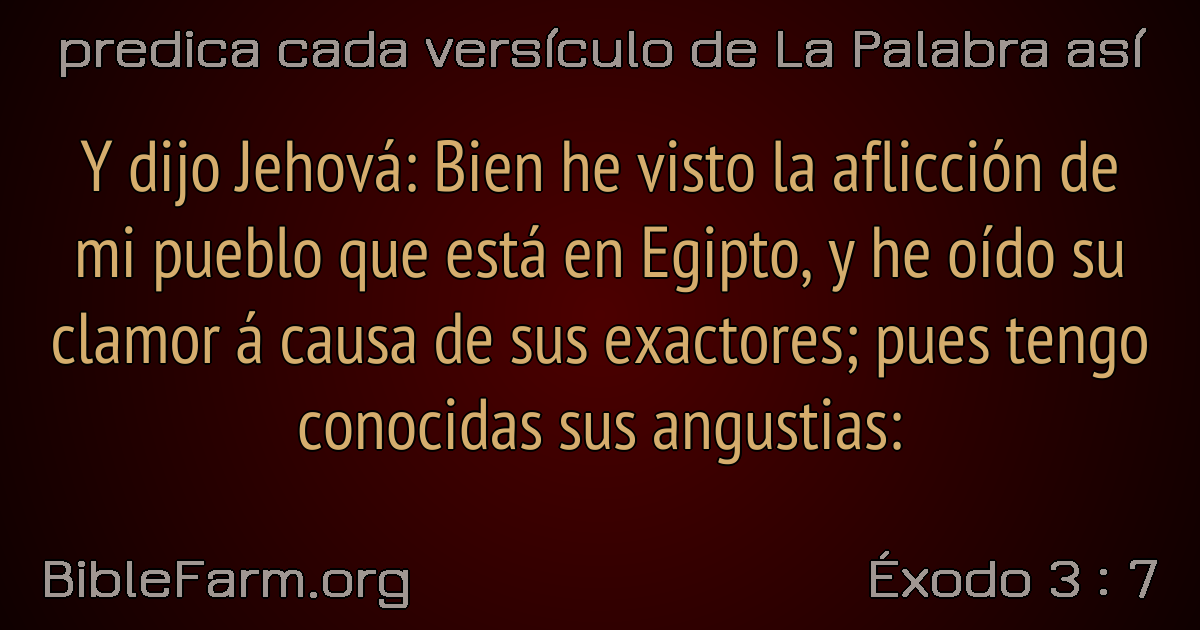 predica cada versículo de La Palabra así
Y dijo Jehová: Bien he visto la aflicción de
mi pueblo que está en Egipto, y he oído su
clamor á causa de sus exactores; pues tengo
conocidas sus angustias:
BibleFarm.org
Éxodo 3 : 7